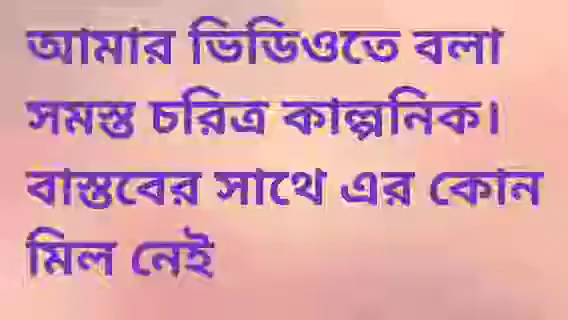 আমার ভিডিওতে বলা
সমস্ত চরিত্র কাল্পনিক।
বাস্তবের সাথে এর কোন
মিল নেই